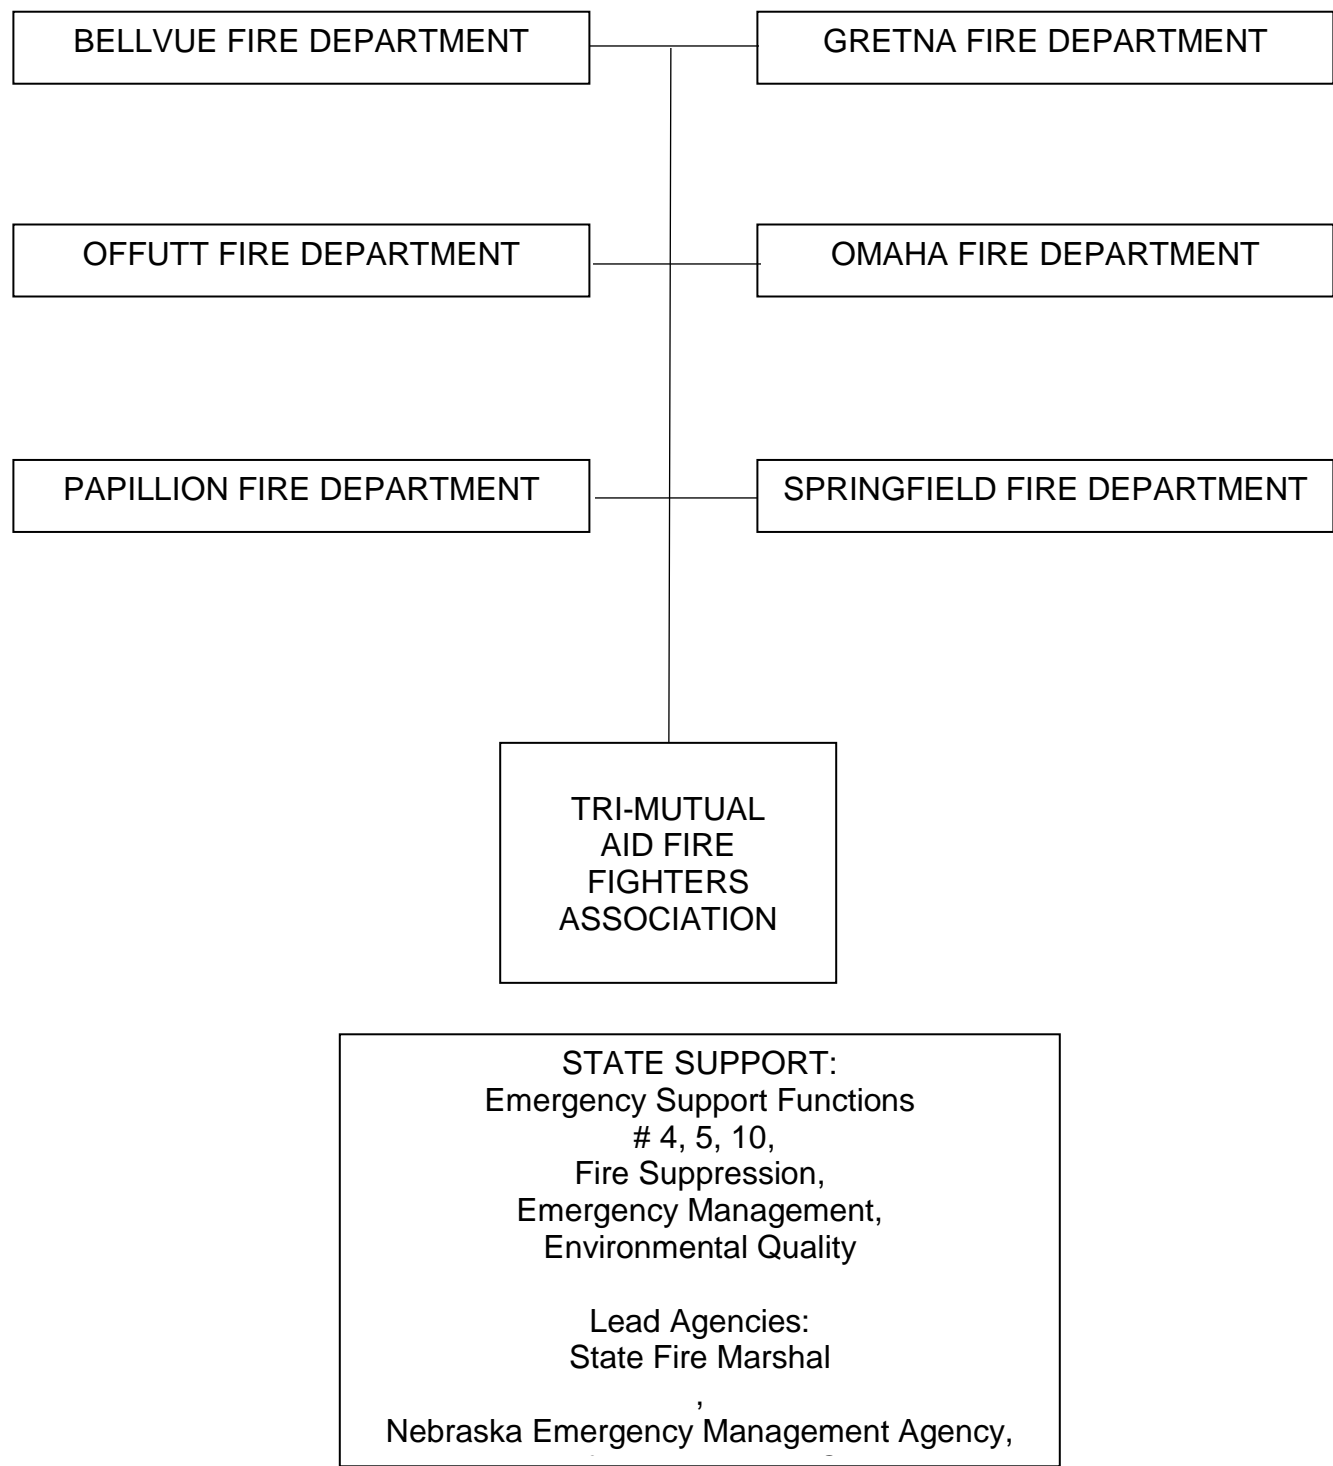 BELLVUE FIRE DEPARTMENT
GRETNA FIRE DEPARTMENT
OFFUTT FIRE DEPARTMENT
OMAHA FIRE DEPARTMENT
PAPILLION FIRE DEPARTMENT
SPRINGFIELD FIRE DEPARTMENT
TRI-MUTUAL
AID FIRE
FIGHTERS
ASSOCIATION
STATE SUPPORT:
Emergency Support Functions
# 4, 5, 10,
Fire Suppression,
Emergency Management,
Environmental Quality
Lead Agencies:
State Fire Marshal
,
Nebraska Emergency Management Agency,